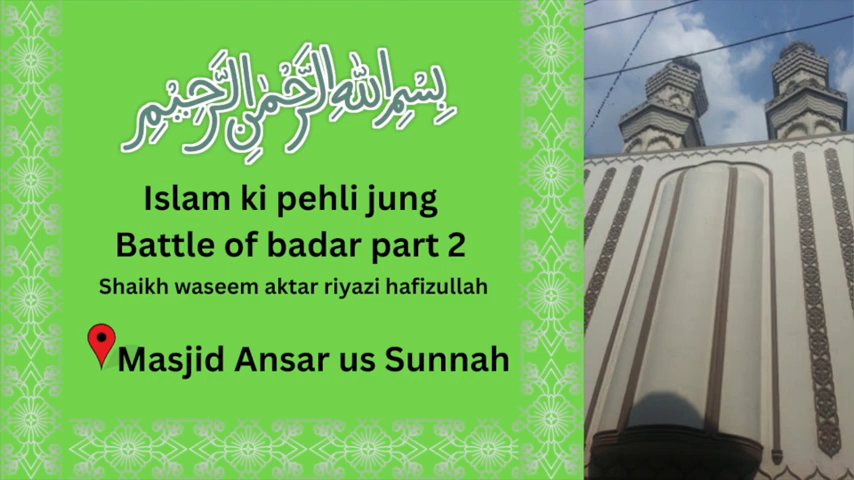 بِسْمِ اللهِ الرَّحْمٰنِ الرَّحِيْمِ
Islam ki pehli jung
Battle of badar part 2
Shaikh waseem aktar riyazi hafizullah
Masjid Ansar us Sunnah